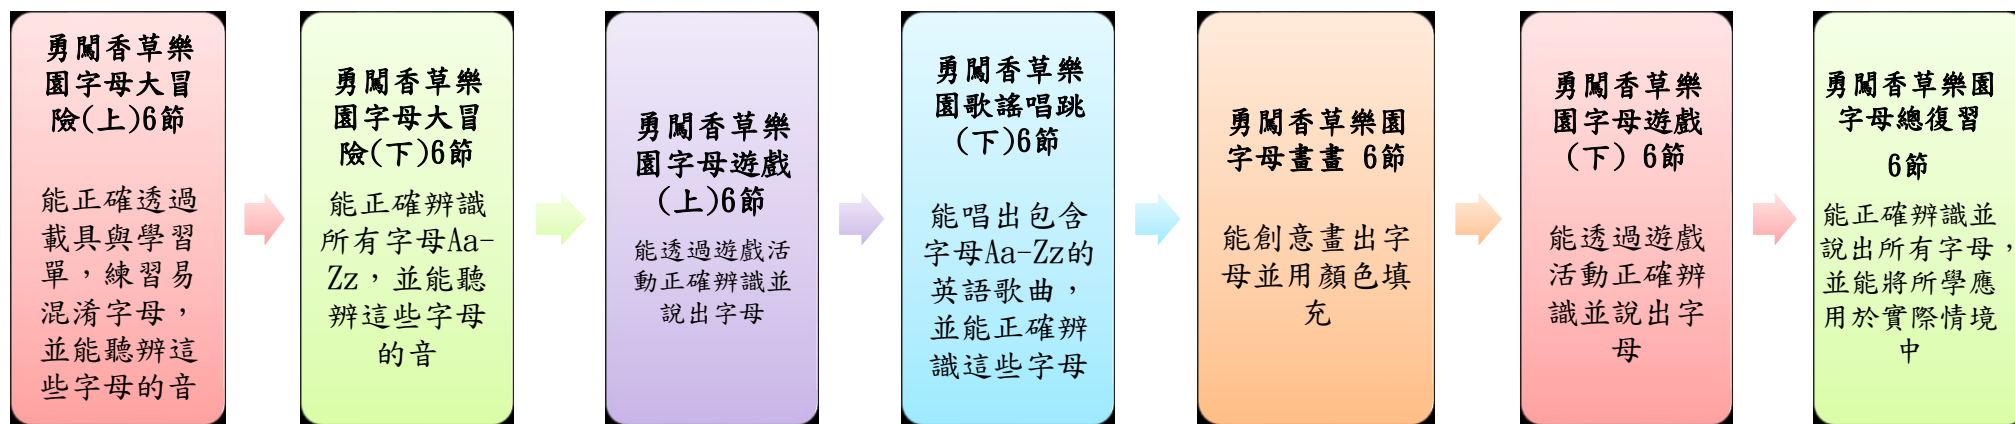 勇闖香草樂
園字母大冒
險(上)6節
能正確透過
載具與學習
單，練習易
混淆字母，
並能聽辨這
些字母的音
勇闖香草樂
園字母大冒
險(下)6節
能正確辨識
所有字母Aa-
Zz，並能聽
辨這些字母
的音
勇闖香草樂
園字母遊戲
(上)6節
能透過遊戲活
動正確辨識並
說出字母
勇闖香草樂
園歌謠唱跳
(下)6節
能唱出包含
字母Aa-Zz的
英語歌曲，
並能正確辨
識這些字母
勇闖香草樂園
字母畫畫 6節
能創意畫出字
母並用顏色填
充
勇闖香草樂
園字母遊戲
(下) 6節
能透過遊戲
活動正確辨
識並說出字
母
勇闖香草樂園
字母總復習
6節
能正確辨識並
說出所有字母，
並能將所學應
用於實際情境
中